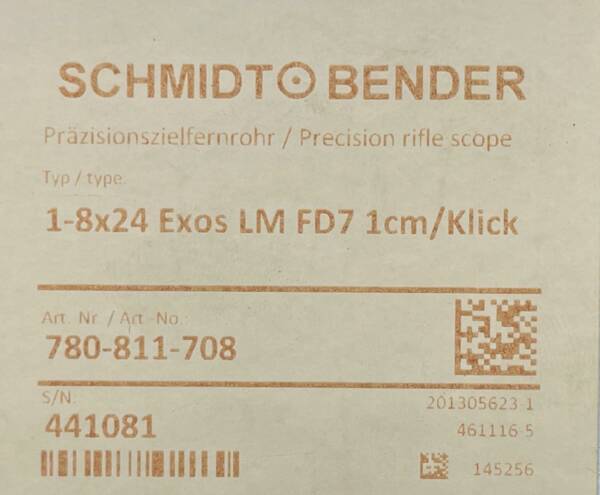 SCHMIDT BENDER
Präzisionszielfernrohr / Precision rifle scope
Typ / type:
1-8x24 Exos LM FD7 1cm/Klick
Art. Nr. / Art.-No.:
780-811-708
S/N:
441081
201305623-1
461116-5
145256